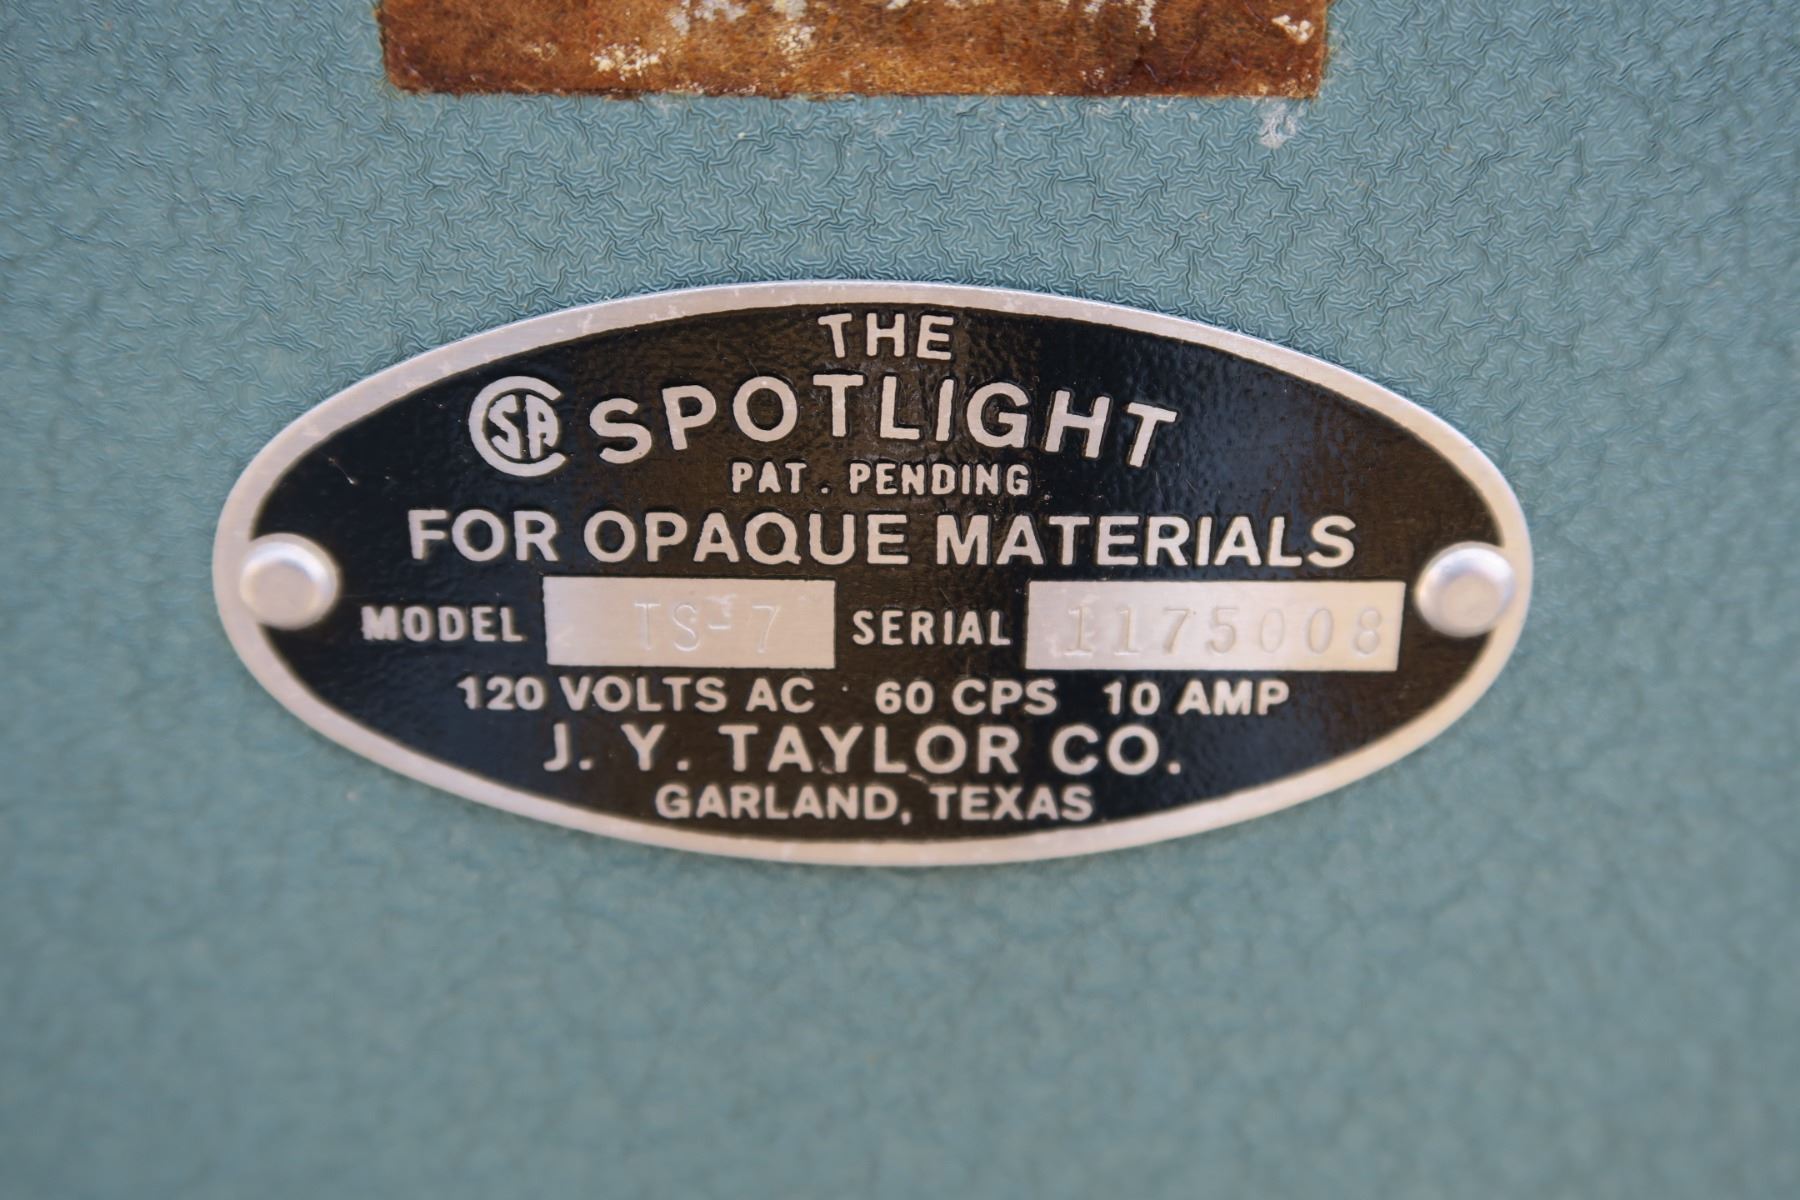 THE
CSA SPOTLIGHT
PAT. PENDING
FOR OPAQUE MATERIALS
MODEL TS-7 SERIAL 1175008
120 VOLTS AC 60 CPS 10 AMP
J. Y. TAYLOR CO.
GARLAND, TEXAS